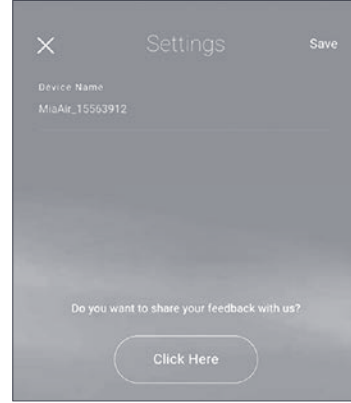 Settings
Save
Device Name
MiaAir_15563912
Do you want to share your feedback with us?
Click Here